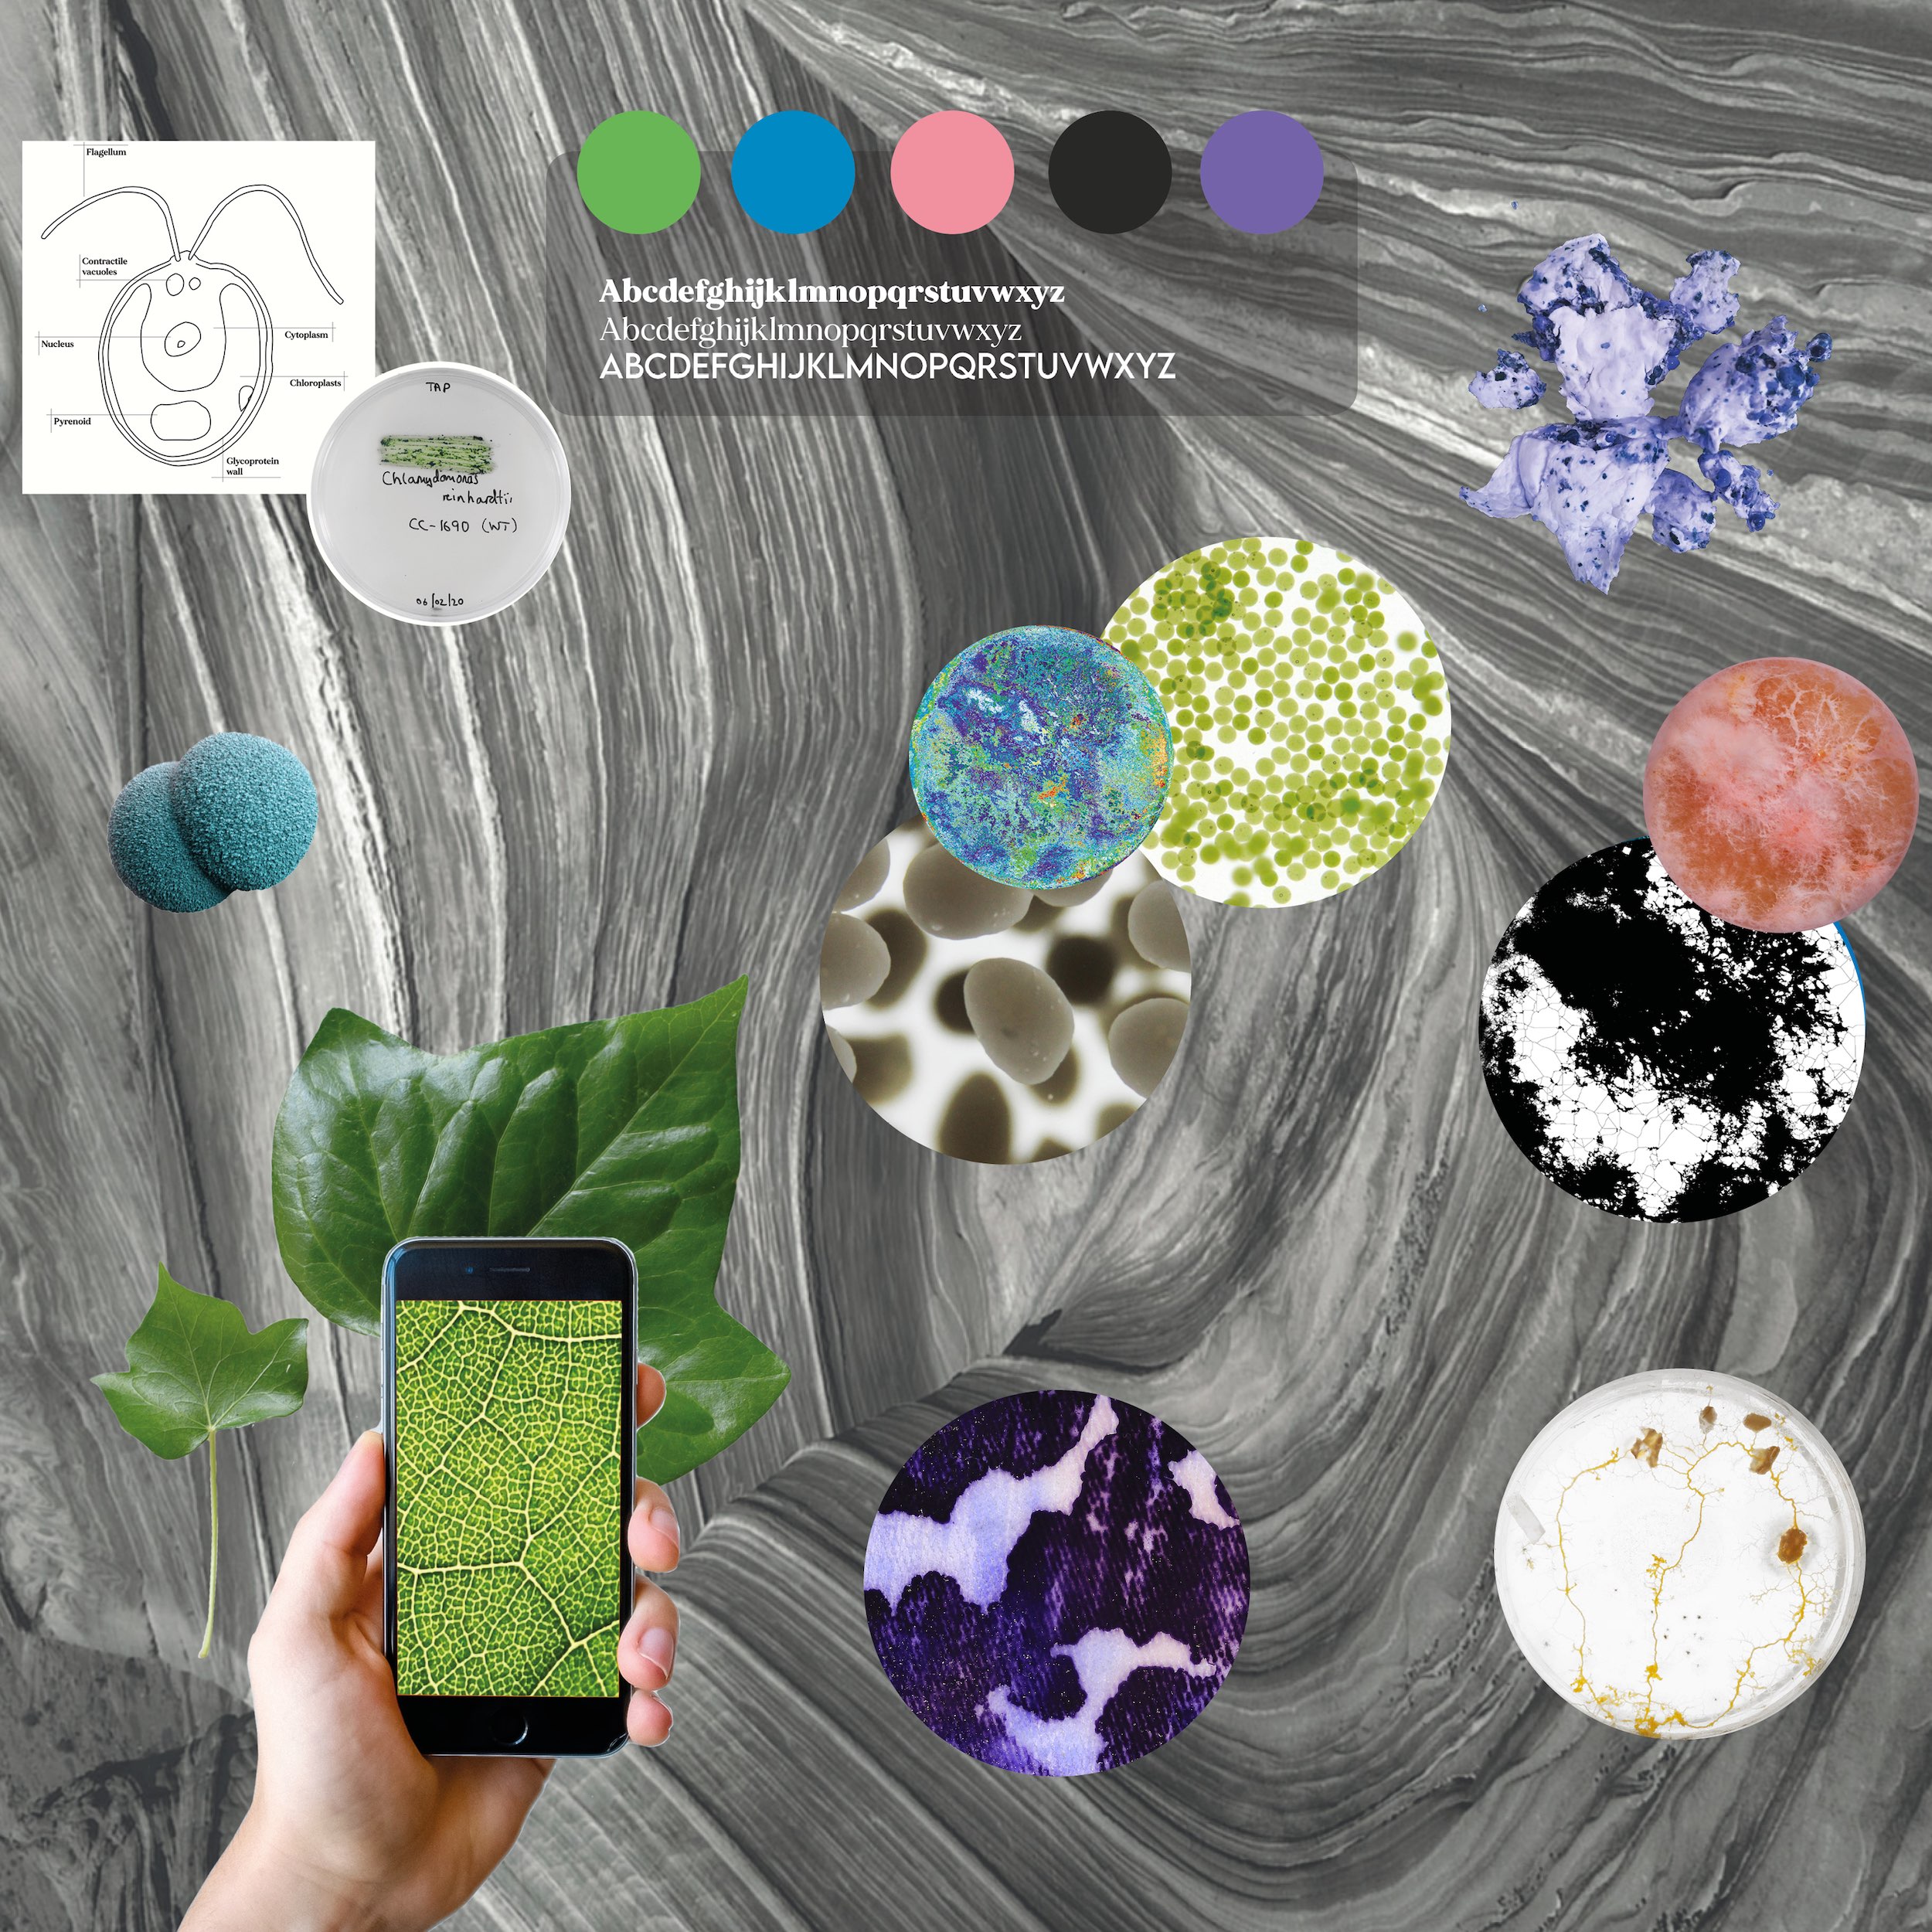 Flagellum
Contractile
vacuoles
Nucleus
Cytoplasm
Chloroplasts
Pyrenoid
Glycoprotein
wall
TAP
Chlamydomonas
reinhardtii
CC-1690 (WT)
06/02/20
Abcdefghijklmnopqrstuvwxyz
Abcdefghijklmnopqrstuvwxyz
ABCDEFGHIJKLMNOPQRSTUVWXYZ